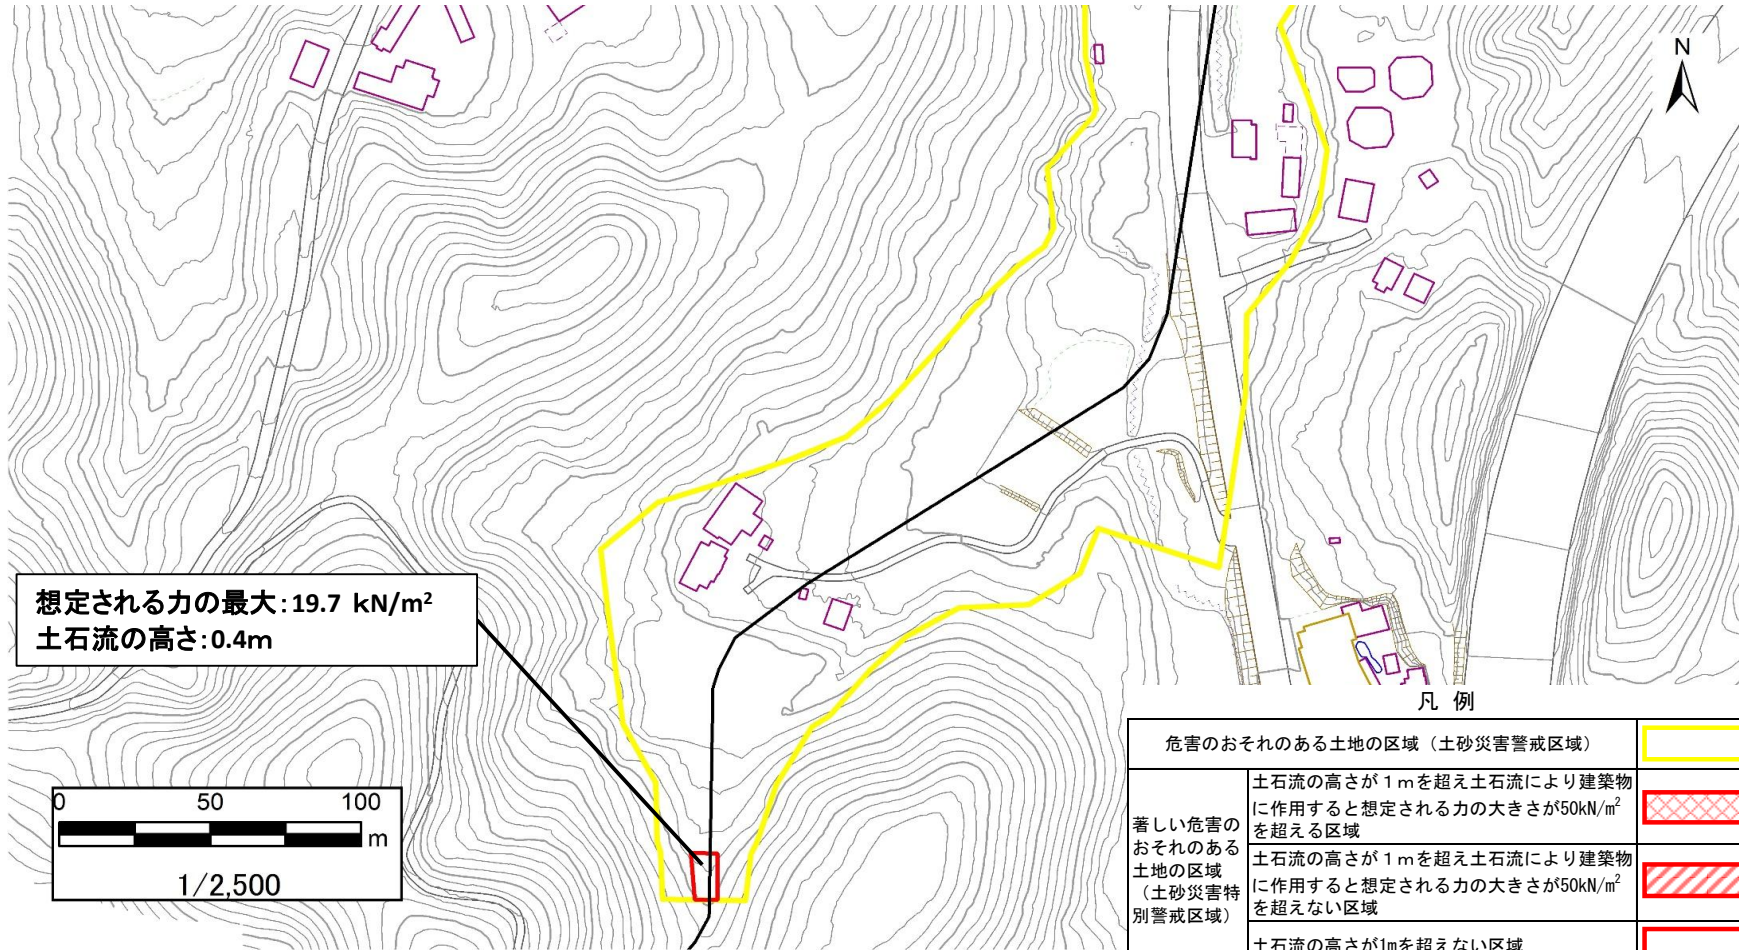 N
想定される力の最大:19.7 kN/m²
土石流の高さ:0.4m
0 50 100
m
1/2,500
凡 例
危害のおそれのある土地の区域（土砂災害警戒区域）
著しい危害の
おそれのある
土地の区域
（土砂災害特
別警戒区域）
土石流の高さが１ｍを超え土石流により建築物
に作用すると想定される力の大きさが50kN/m²
を超える区域
土石流の高さが１ｍを超え土石流により建築物
に作用すると想定される力の大きさが50kN/m²
を超えない区域
土石流の高さが1mを超えない区域